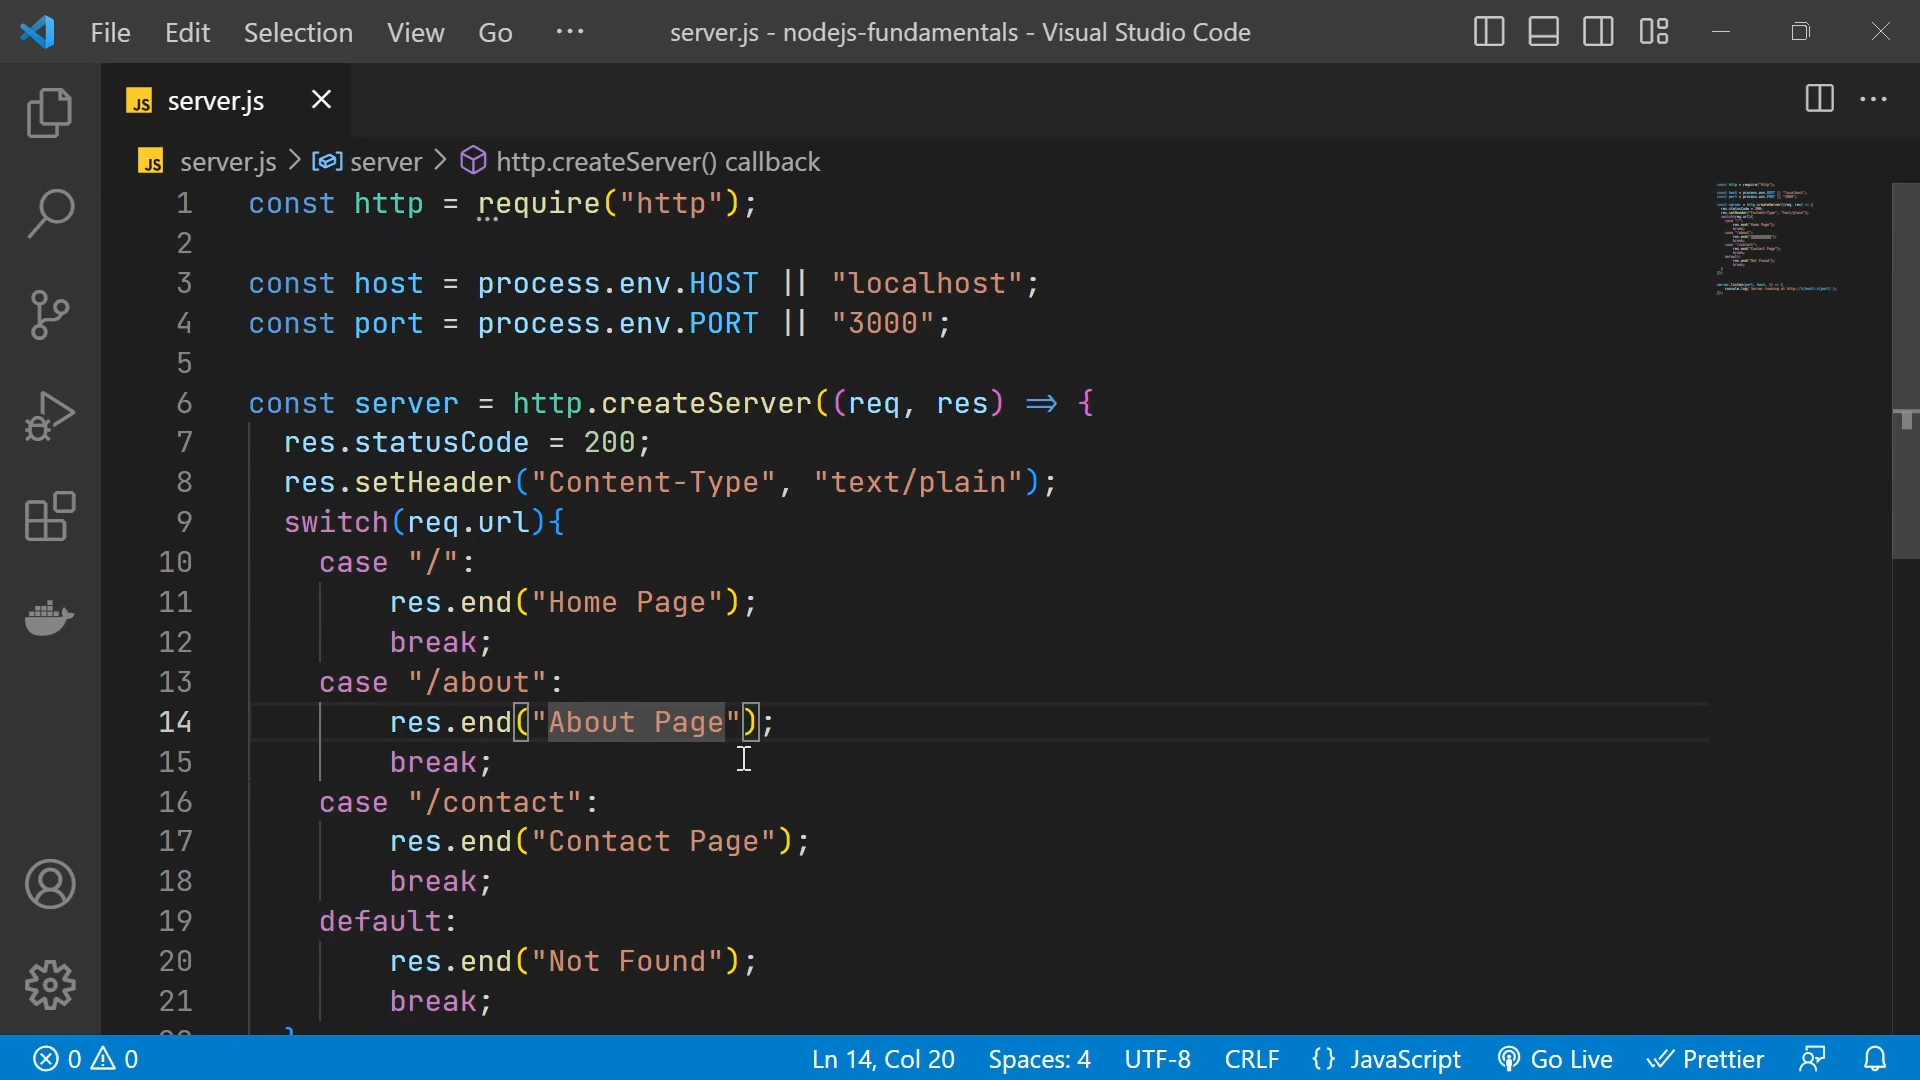 File Edit Selection View Go ··· server.js - nodejs-fundamentals - Visual Studio Code
JS server.js
JS server.js > server > http.createServer() callback
1 const http = require("http");
2
3 const host = process.env.HOST || "localhost";
4 const port = process.env.PORT || "3000";
5
6 const server = http.createServer((req, res) => {
7 res.statusCode = 200;
8 res.setHeader("Content-Type", "text/plain");
9 switch(req.url){
10 case "/":
11 res.end("Home Page");
12 break;
13 case "/about":
14 res.end("About Page");
15 break;
16 case "/contact":
17 res.end("Contact Page");
18 break;
19 default:
20 res.end("Not Found");
21 break;
0 0 Ln 14, Col 20 Spaces: 4 UTF-8 CRLF {} JavaScript Go Live Prettier